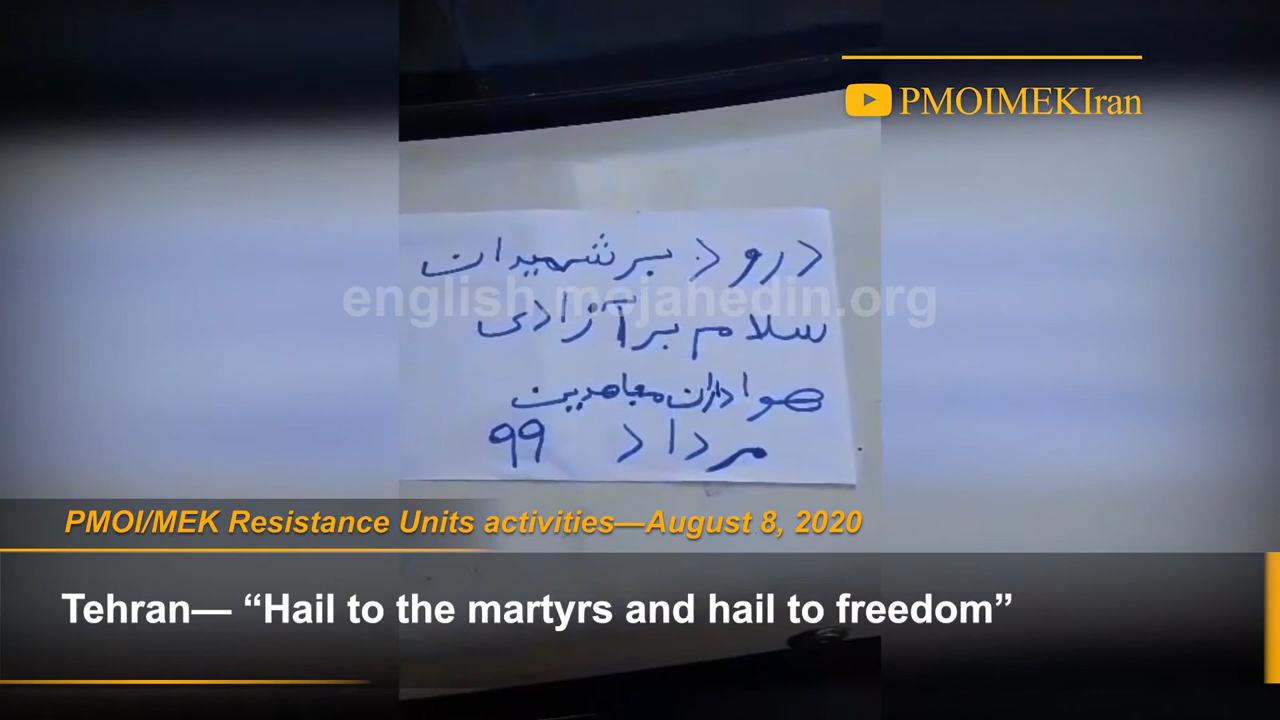 PMOIMEKIran
درود بر شهیدان
english.mojahedin.org
سلام بر آزادی
هواداران مجاهدین
مرداد 99
PMOI/MEK Resistance Units activities—August 8, 2020
Tehran— “Hail to the martyrs and hail to freedom”